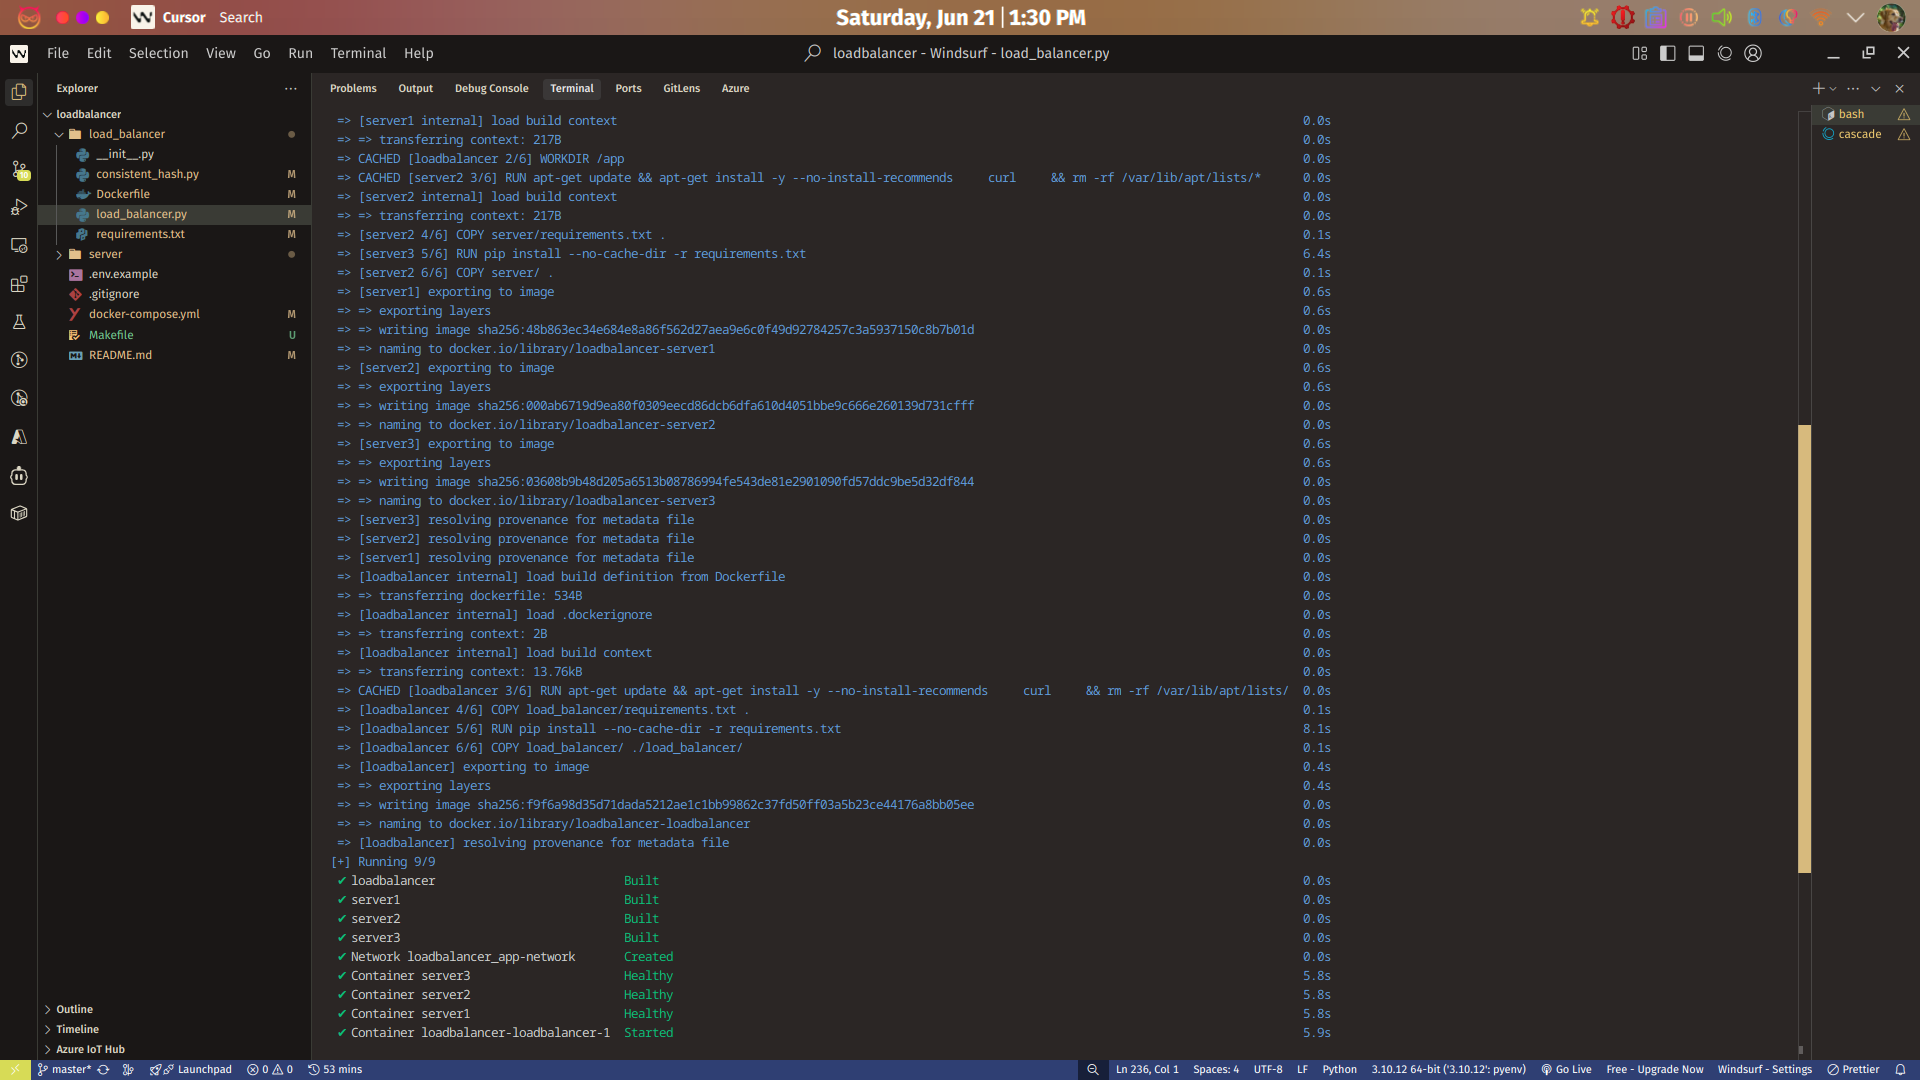 Cursor Search
Saturday, Jun 21 | 1:30 PM
File Edit Selection View Go Run Terminal Help
loadbalancer - Windsurf - load_balancer.py
Explorer
loadbalancer
load_balancer
__init__.py
consistent_hash.py M
Dockerfile M
load_balancer.py M
requirements.txt M
server
.env.example
.gitignore
docker-compose.yml M
Makefile U
README.md M
Outline
Timeline
Azure IoT Hub
Problems Output Debug Console Terminal Ports GitLens Azure
bash
cascade
=> [server1 internal] load build context 0.0s
=> => transferring context: 217B 0.0s
=> CACHED [loadbalancer 2/6] WORKDIR /app 0.0s
=> CACHED [server2 3/6] RUN apt-get update && apt-get install -y --no-install-recommends curl && rm -rf /var/lib/apt/lists/* 0.0s
=> [server2 internal] load build context 0.0s
=> => transferring context: 217B 0.0s
=> [server2 4/6] COPY server/requirements.txt . 0.1s
=> [server3 5/6] RUN pip install --no-cache-dir -r requirements.txt 6.4s
=> [server2 6/6] COPY server/ . 0.1s
=> [server1] exporting to image 0.6s
=> => exporting layers 0.6s
=> => writing image sha256:48b863ec34e684e8a86f562d27aea9e6c0f49d92784257c3a5937150c8b7b01d 0.0s
=> => naming to docker.io/library/loadbalancer-server1 0.0s
=> [server2] exporting to image 0.6s
=> => exporting layers 0.6s
=> => writing image sha256:000ab6719d9ea80f0309eecd86dcb6dfa610d4051bbe9c666e260139d731cfff 0.0s
=> => naming to docker.io/library/loadbalancer-server2 0.0s
=> [server3] exporting to image 0.6s
=> => exporting layers 0.6s
=> => writing image sha256:03608b9b48d205a6513b08786994fe543de81e2901090fd57ddc9be5d32df844 0.0s
=> => naming to docker.io/library/loadbalancer-server3 0.0s
=> [server3] resolving provenance for metadata file 0.0s
=> [server2] resolving provenance for metadata file 0.0s
=> [server1] resolving provenance for metadata file 0.0s
=> [loadbalancer internal] load build definition from Dockerfile 0.0s
=> => transferring dockerfile: 534B 0.0s
=> [loadbalancer internal] load .dockerignore 0.0s
=> => transferring context: 2B 0.0s
=> [loadbalancer internal] load build context 0.0s
=> => transferring context: 13.76kB 0.0s
=> CACHED [loadbalancer 3/6] RUN apt-get update && apt-get install -y --no-install-recommends curl && rm -rf /var/lib/apt/lists/ 0.0s
=> [loadbalancer 4/6] COPY load_balancer/requirements.txt . 0.1s
=> [loadbalancer 5/6] RUN pip install --no-cache-dir -r requirements.txt 8.1s
=> [loadbalancer 6/6] COPY load_balancer/ ./load_balancer/ 0.1s
=> [loadbalancer] exporting to image 0.4s
=> => exporting layers 0.4s
=> => writing image sha256:f9f6a98d35d71dada5212ae1c1bb99862c37fd50ff03a5b23ce44176a8bb05ee 0.0s
=> => naming to docker.io/library/loadbalancer-loadbalancer 0.0s
=> [loadbalancer] resolving provenance for metadata file 0.0s
[+] Running 9/9
✔ loadbalancer Built 0.0s
✔ server1 Built 0.0s
✔ server2 Built 0.0s
✔ server3 Built 0.0s
✔ Network loadbalancer_app-network Created 0.0s
✔ Container server3 Healthy 5.8s
✔ Container server2 Healthy 5.8s
✔ Container server1 Healthy 5.8s
✔ Container loadbalancer-loadbalancer-1 Started 5.9s
master* Launchpad 0 0 53 mins Ln 236, Col 1 Spaces: 4 UTF-8 LF Python 3.10.12 64-bit ('3.10.12': pyenv) Go Live Free - Upgrade Now Windsurf - Settings Prettier